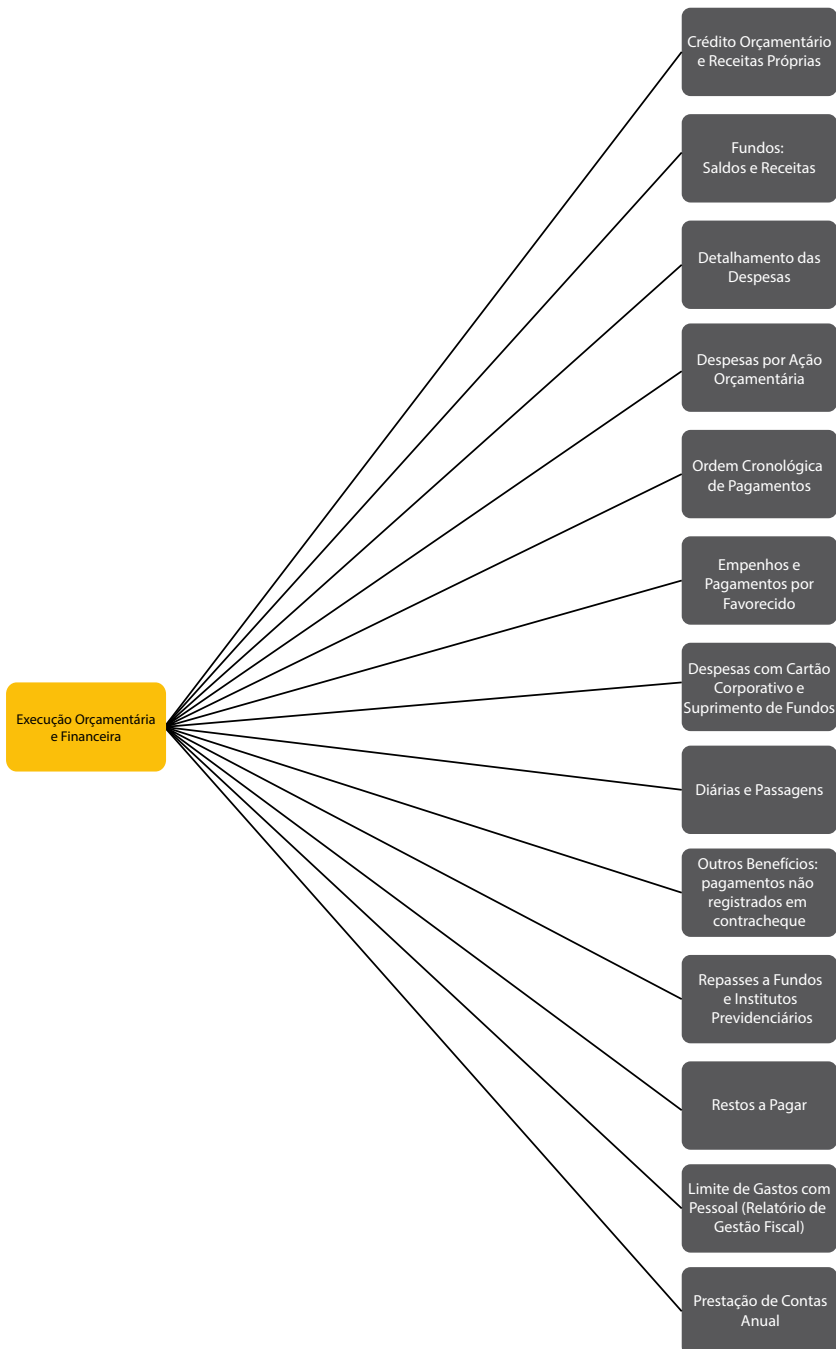 Crédito Orçamentário
e Receitas Próprias
Fundos:
Saldos e Receitas
Detalhamento das
Despesas
Despesas por Ação
Orçamentária
Ordem Cronológica
de Pagamentos
Empenhos e
Pagamentos por
Favorecido
Despesas com Cartão
Corporativo e
Suprimento de Fundos
Execução Orçamentária
e Financeira
Diárias e Passagens
Outros Benefícios:
pagamentos não
registrados em
contracheque
Repasses a Fundos
e Institutos
Previdenciários
Restos a Pagar
Limite de Gastos com
Pessoal (Relatório de
Gestão Fiscal)
Prestação de Contas
Anual